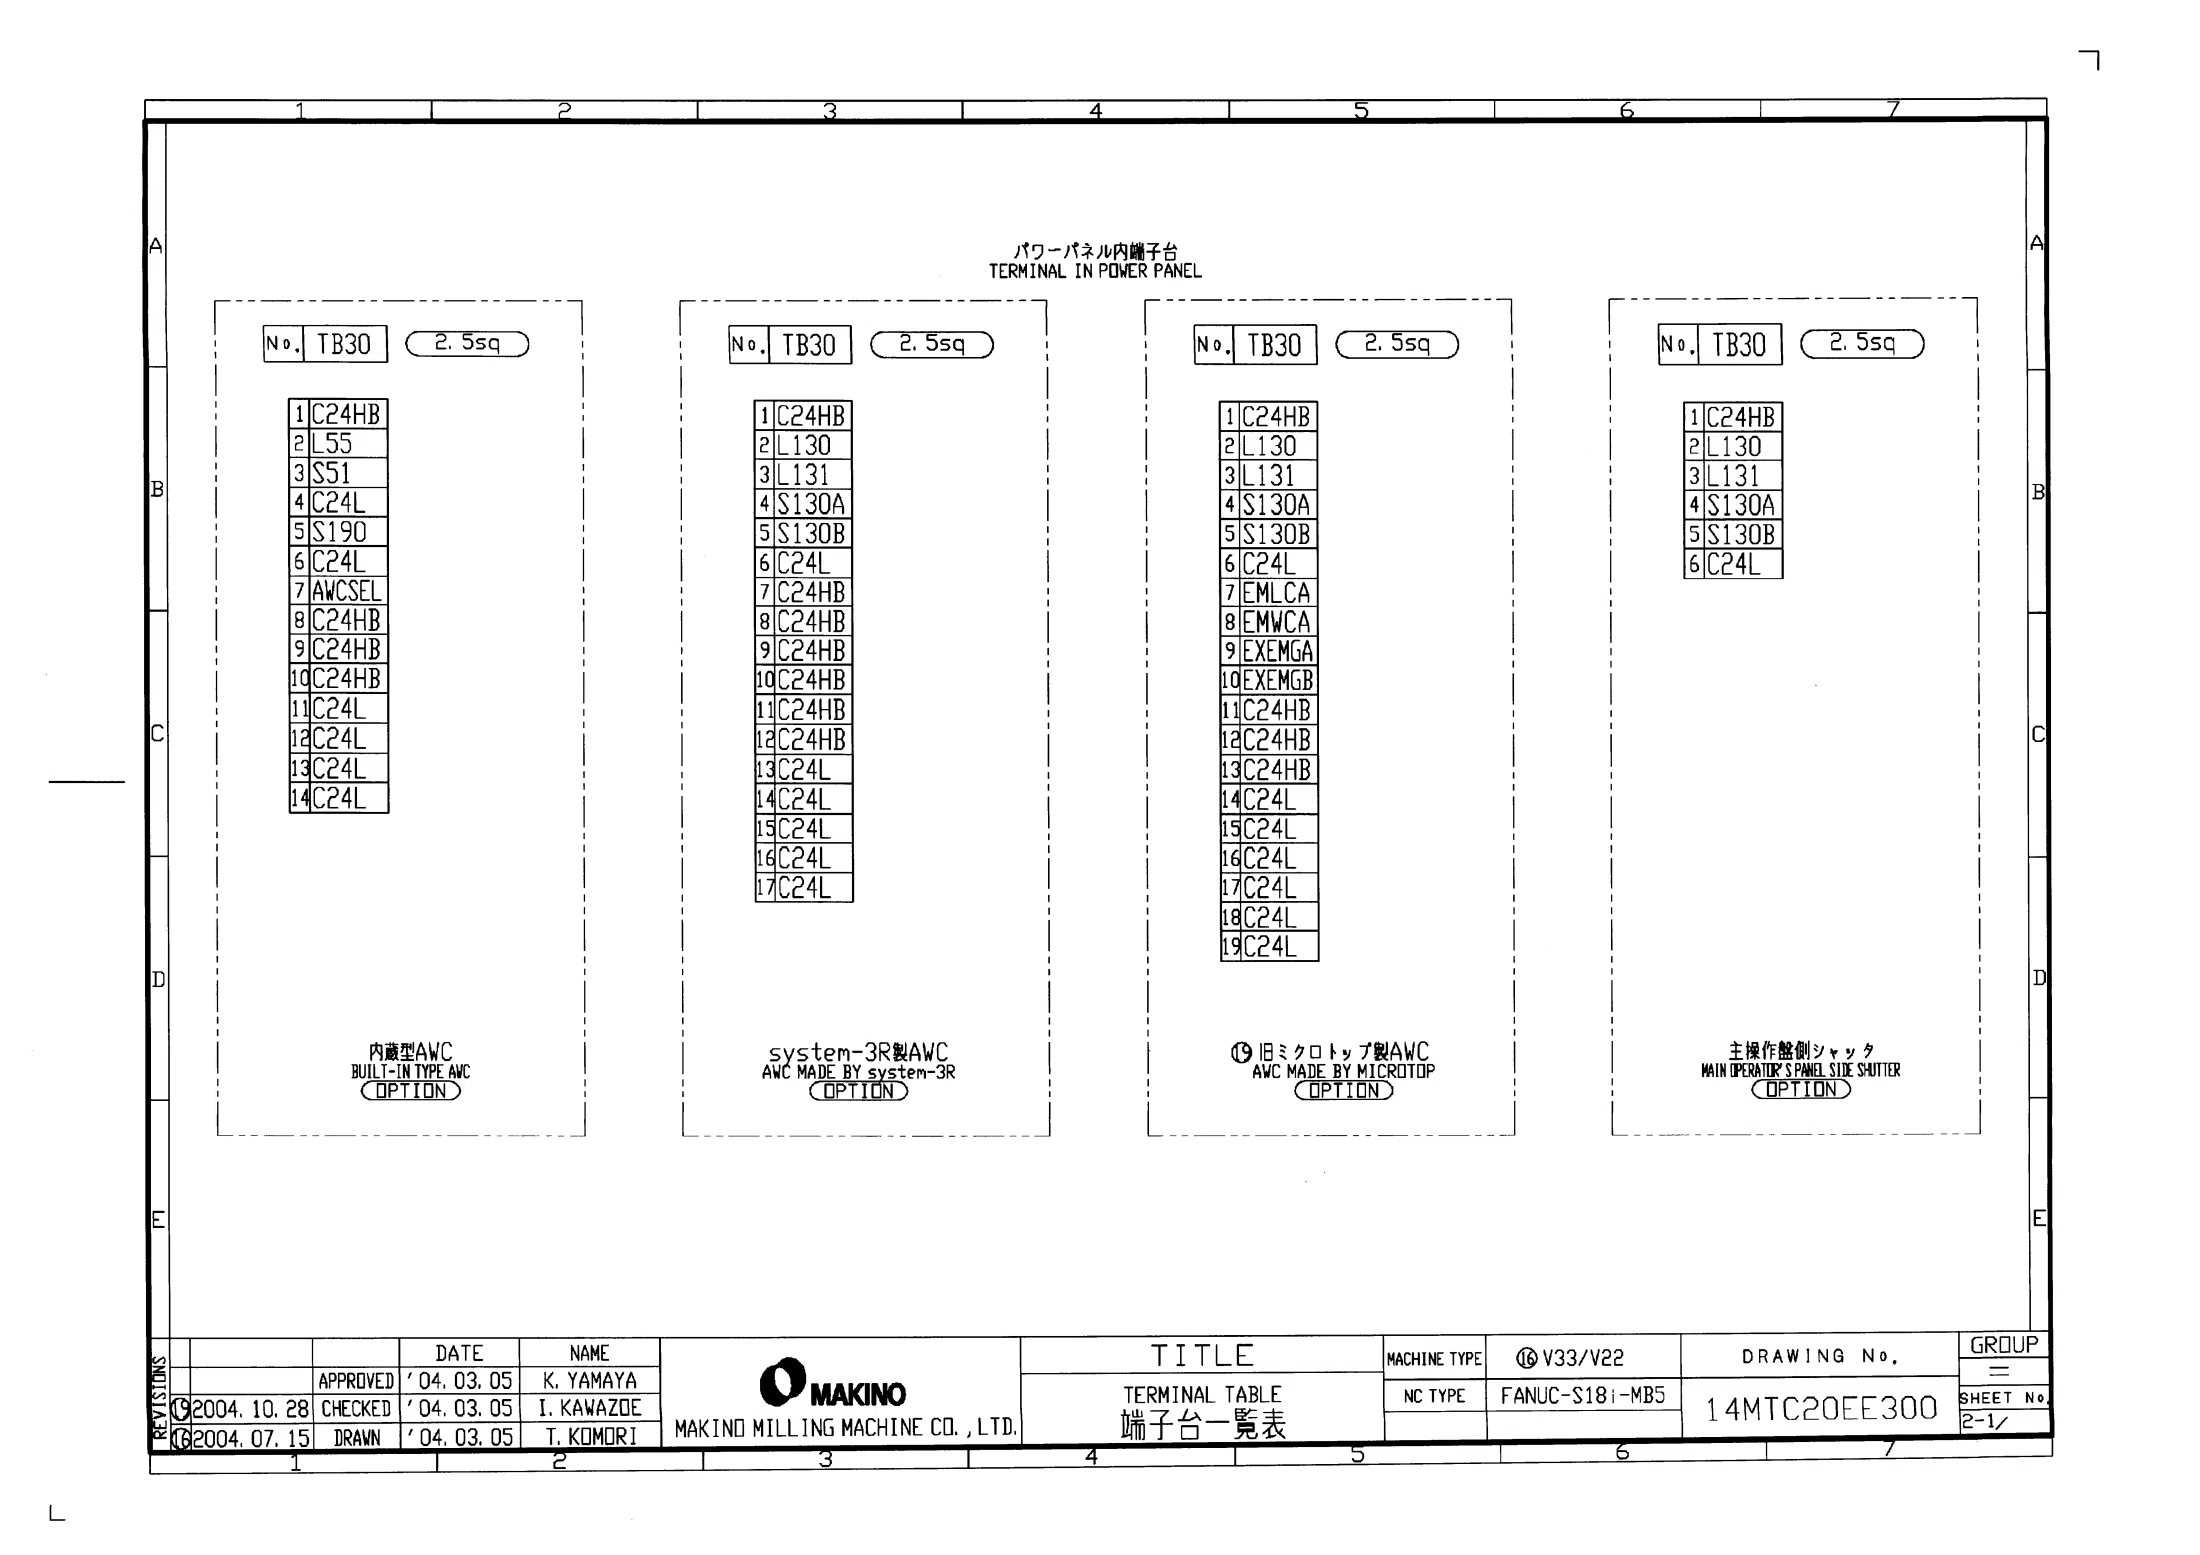 1 2 3 4 5 6 7
A A
B B
C C
D D
E E
パワーパネル内端子台
TERMINAL IN POWER PANEL
No. TB30 2.5sq
1 C24HB
2 L55
3 S51
4 C24L
5 S190
6 C24L
7 AWCSEL
8 C24HB
9 C24HB
10 C24HB
11 C24L
12 C24L
13 C24L
14 C24L
内蔵型AWC
BUILT-IN TYPE AWC
OPTION
No. TB30 2.5sq
1 C24HB
2 L130
3 L131
4 S130A
5 S130B
6 C24L
7 C24HB
8 C24HB
9 C24HB
10 C24HB
11 C24HB
12 C24HB
13 C24L
14 C24L
15 C24L
16 C24L
17 C24L
system-3R製AWC
AWC MADE BY system-3R
OPTION
No. TB30 2.5sq
1 C24HB
2 L130
3 L131
4 S130A
5 S130B
6 C24L
7 EMLCA
8 EMWCA
9 EXEMGA
10 EXEMGB
11 C24HB
12 C24HB
13 C24HB
14 C24L
15 C24L
16 C24L
17 C24L
18 C24L
19 C24L
⑲旧ミクロトップ製AWC
AWC MADE BY MICROTOP
OPTION
No. TB30 2.5sq
1 C24HB
2 L130
3 L131
4 S130A
5 S130B
6 C24L
主操作盤側シャッタ
MAIN OPERATOR'S PANEL SIDE SHUTTER
OPTION
REVISIONS
DATE NAME
APPROVED '04.03.05 K. YAMAYA
⑲2004.10.28 CHECKED '04.03.05 I. KAWAZOE
⑯2004.07.15 DRAWN '04.03.05 T. KOMORI
MAKINO
MAKINO MILLING MACHINE CO.,LTD.
TITLE
TERMINAL TABLE
端子台一覧表
MACHINE TYPE ⑯V33/V22
NC TYPE FANUC-S18i-MB5
DRAWING No.
14MTC20EE300
GROUP
二
SHEET No.
2-1/
1 2 3 4 5 6 7